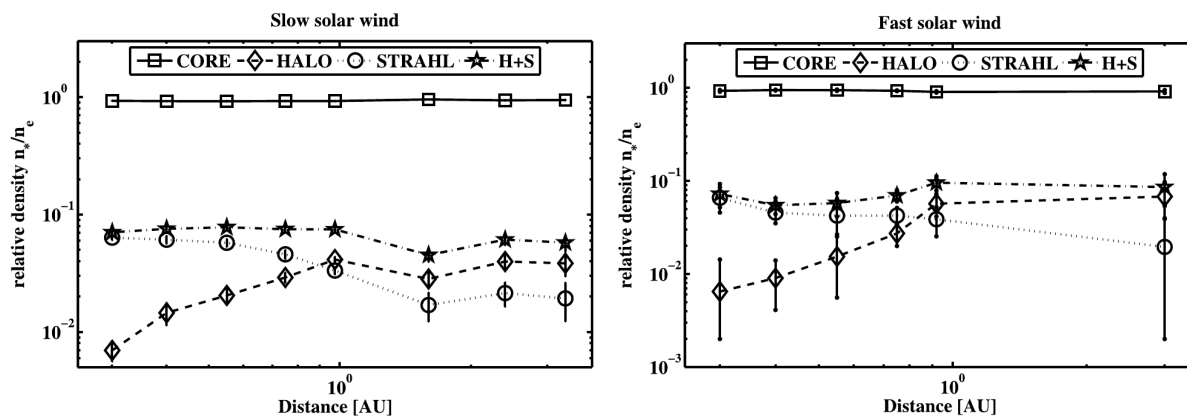 Slow solar wind
CORE HALO STRAHL H+S
10^0
10^-1
10^-2
relative density n*/n_e
10^0
Distance [AU]
Fast solar wind
CORE HALO STRAHL H+S
10^0
10^-1
10^-2
10^-3
relative density n*/n_e
10^0
Distance [AU]